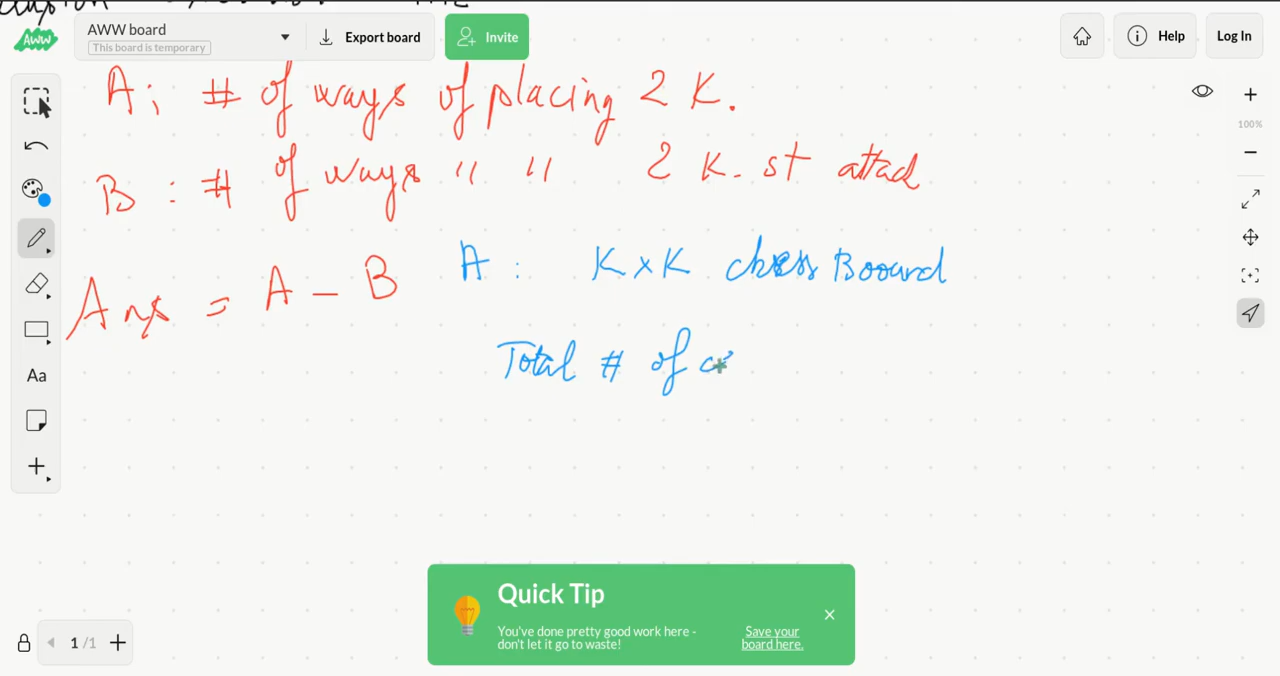 AWW board
This board is temporary
Export board
Invite
Help
Log In
AWW
A : # of ways of placing 2 K.
100%
B : # of ways " " 2 K. st attack
Ans = A - B
A : K x K chess Boourd
Total # of
Aa
Quick Tip
You've done pretty good work here -
don't let it go to waste!
Save your
board here.
1 / 1